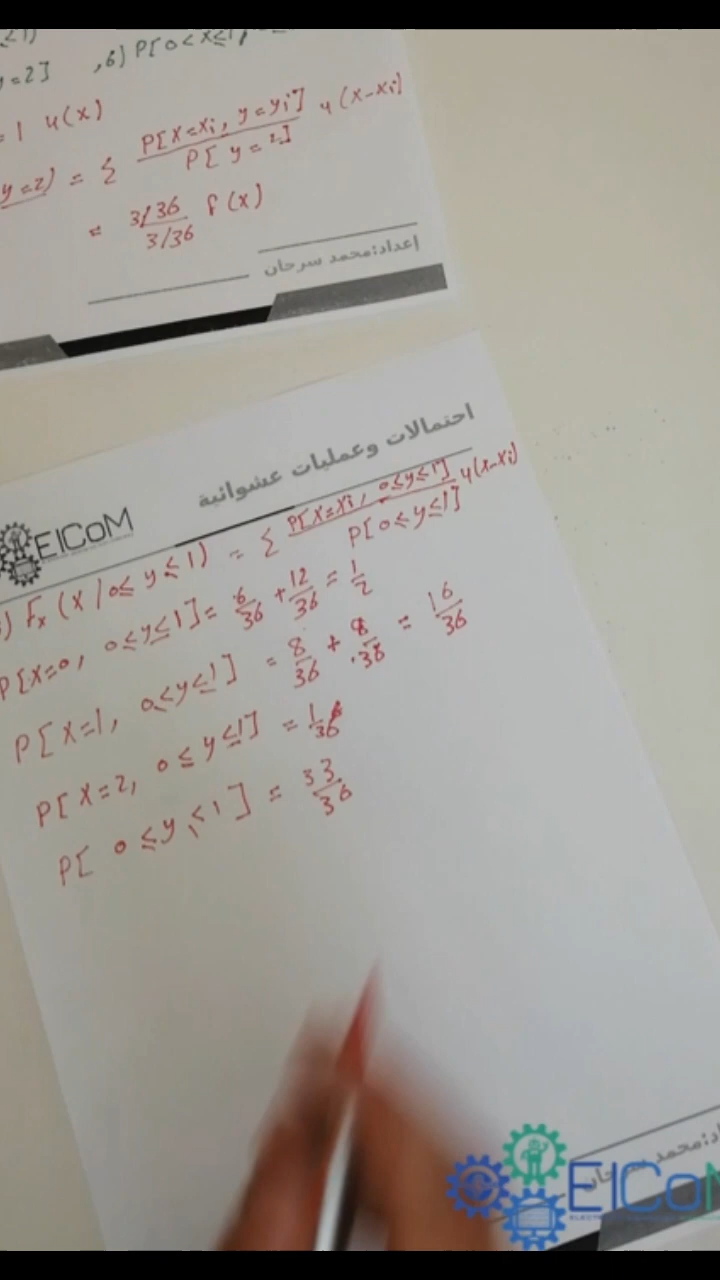 ≤1)
y=2] , 6) P[0<X≤1,
=1 u(x)
y=2) = Σ P[X=xi, y=yi] / P[y=2] u(x-xi)
= 3/36 / 3/36 f(x)
إعداد:محمد سرحان
احتمالات وعمليات عشوائية
EICoM
) Fx (X/0≤y≤1) = Σ P[X=Xi, 0≤y≤1] / P[0≤y≤1] u(x-xi)
P[X=0, 0≤y≤1] = 6/36 + 12/36 = 1/2
P[X=1, 0≤y≤1] = 8/36 + 8/36 = 16/36
P[X=2, 0≤y≤1] = 1/36
P[0≤y≤1] = 33/36
د:محمد سرحان
EICoM